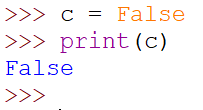 >>> c = False
>>> print(c)
False
>>>